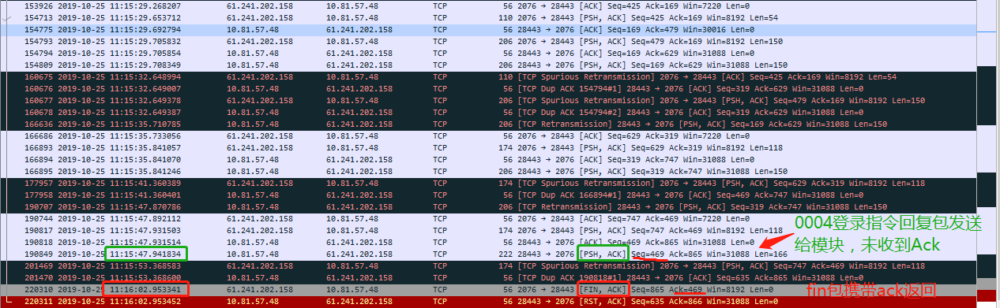 153926 2019-10-25 11:15:29.268207 61.241.202.158 10.81.57.48 TCP 56 2076 → 28443 [ACK] Seq=425 Ack=169 Win=7220 Len=0
154713 2019-10-25 11:15:29.653712 61.241.202.158 10.81.57.48 TCP 110 2076 → 28443 [PSH, ACK] Seq=425 Ack=169 Win=8192 Len=54
154775 2019-10-25 11:15:29.692794 10.81.57.48 61.241.202.158 TCP 56 28443 → 2076 [ACK] Seq=169 Ack=479 Win=30016 Len=0
154793 2019-10-25 11:15:29.705832 61.241.202.158 10.81.57.48 TCP 206 2076 → 28443 [PSH, ACK] Seq=479 Ack=169 Win=8192 Len=150
154794 2019-10-25 11:15:29.705854 10.81.57.48 61.241.202.158 TCP 56 28443 → 2076 [ACK] Seq=169 Ack=629 Win=31088 Len=0
154809 2019-10-25 11:15:29.708349 10.81.57.48 61.241.202.158 TCP 206 28443 → 2076 [PSH, ACK] Seq=169 Ack=629 Win=31088 Len=150
160675 2019-10-25 11:15:32.648994 61.241.202.158 10.81.57.48 TCP 110 [TCP Spurious Retransmission] 2076 → 28443 [ACK] Seq=425 Ack=169 Win=8192 Len=54
160676 2019-10-25 11:15:32.649007 10.81.57.48 61.241.202.158 TCP 56 [TCP Dup ACK 154794#1] 28443 → 2076 [ACK] Seq=319 Ack=629 Win=31088 Len=0
160677 2019-10-25 11:15:32.649378 61.241.202.158 10.81.57.48 TCP 206 [TCP Spurious Retransmission] 2076 → 28443 [PSH, ACK] Seq=479 Ack=169 Win=8192 Len=150
160678 2019-10-25 11:15:32.649387 10.81.57.48 61.241.202.158 TCP 56 [TCP Dup ACK 154794#2] 28443 → 2076 [ACK] Seq=319 Ack=629 Win=31088 Len=0
166636 2019-10-25 11:15:35.710785 10.81.57.48 61.241.202.158 TCP 206 [TCP Retransmission] 28443 → 2076 [PSH, ACK] Seq=169 Ack=629 Win=31088 Len=150
166686 2019-10-25 11:15:35.733056 61.241.202.158 10.81.57.48 TCP 56 2076 → 28443 [ACK] Seq=629 Ack=319 Win=7220 Len=0
166893 2019-10-25 11:15:35.841057 61.241.202.158 10.81.57.48 TCP 174 2076 → 28443 [PSH, ACK] Seq=629 Ack=319 Win=8192 Len=118
166894 2019-10-25 11:15:35.841070 10.81.57.48 61.241.202.158 TCP 56 28443 → 2076 [ACK] Seq=319 Ack=747 Win=31088 Len=0
166895 2019-10-25 11:15:35.841246 10.81.57.48 61.241.202.158 TCP 206 28443 → 2076 [PSH, ACK] Seq=319 Ack=747 Win=31088 Len=150
177957 2019-10-25 11:15:41.360389 61.241.202.158 10.81.57.48 TCP 174 [TCP Spurious Retransmission] 2076 → 28443 [PSH, ACK] Seq=629 Ack=319 Win=8192 Len=118
177958 2019-10-25 11:15:41.360401 10.81.57.48 61.241.202.158 TCP 56 [TCP Dup ACK 166894#1] 28443 → 2076 [ACK] Seq=469 Ack=747 Win=31088 Len=0
190707 2019-10-25 11:15:47.870786 10.81.57.48 61.241.202.158 TCP 206 [TCP Retransmission] 28443 → 2076 [PSH, ACK] Seq=319 Ack=747 Win=31088 Len=150
190744 2019-10-25 11:15:47.892112 61.241.202.158 10.81.57.48 TCP 56 2076 → 28443 [ACK] Seq=747 Ack=469 Win=7220 Len=0
190817 2019-10-25 11:15:47.931503 61.241.202.158 10.81.57.48 TCP 174 2076 → 28443 [PSH, ACK] Seq=747 Ack=469 Win=8192 Len=118
190818 2019-10-25 11:15:47.931514 10.81.57.48 61.241.202.158 TCP 56 28443 → 2076 [ACK] Seq=469 Ack=865 Win=31088 Len=0
190849 2019-10-25 11:15:47.941834 10.81.57.48 61.241.202.158 TCP 222 28443 → 2076 [PSH, ACK] Seq=469 Ack=865 Win=31088 Len=166
0004登录指令回复包发送
给模块，未收到Ack
201469 2019-10-25 11:15:53.368583 61.241.202.158 10.81.57.48 TCP 174 [TCP Spurious Retransmission] 2076 → 28443 [PSH, ACK] Seq=747 Ack=469 Win=8192 Len=118
201470 2019-10-25 11:15:53.368600 10.81.57.48 61.241.202.158 TCP 56 [TCP Dup ACK 190818#1] 28443 → 2076 [ACK] Seq=635 Ack=865 Win=31088 Len=0
220310 2019-10-25 11:16:02.953341 61.241.202.158 10.81.57.48 TCP 56 2076 → 28443 [FIN, ACK] Seq=865 Ack=469 Win=8192 Len=0
fin包携带ack返回
220311 2019-10-25 11:16:02.953452 10.81.57.48 61.241.202.158 TCP 56 28443 → 2076 [RST, ACK] Seq=635 Ack=866 Win=31088 Len=0